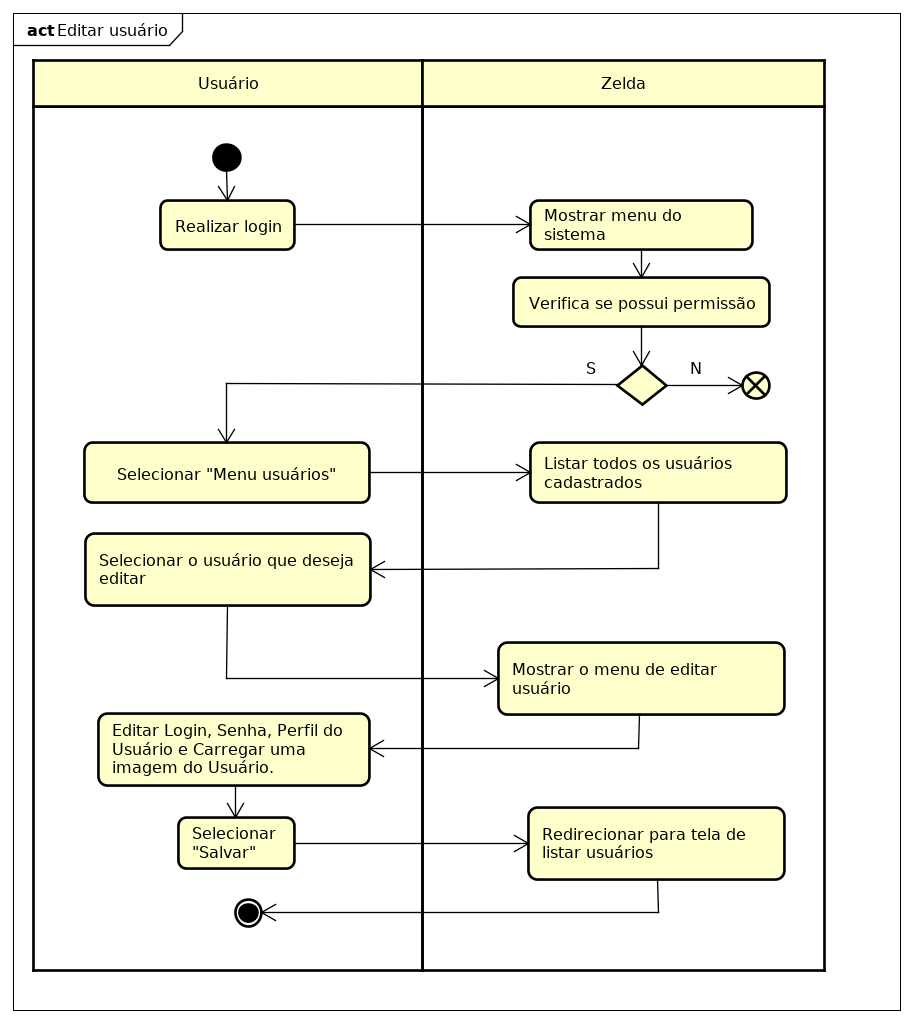 act Editar usuário
Usuário
Zelda
Realizar login
Mostrar menu do
sistema
Verifica se possui permissão
S
N
Selecionar "Menu usuários"
Listar todos os usuários
cadastrados
Selecionar o usuário que deseja
editar
Mostrar o menu de editar
usuário
Editar Login, Senha, Perfil do
Usuário e Carregar uma
imagem do Usuário.
Selecionar
"Salvar"
Redirecionar para tela de
listar usuários